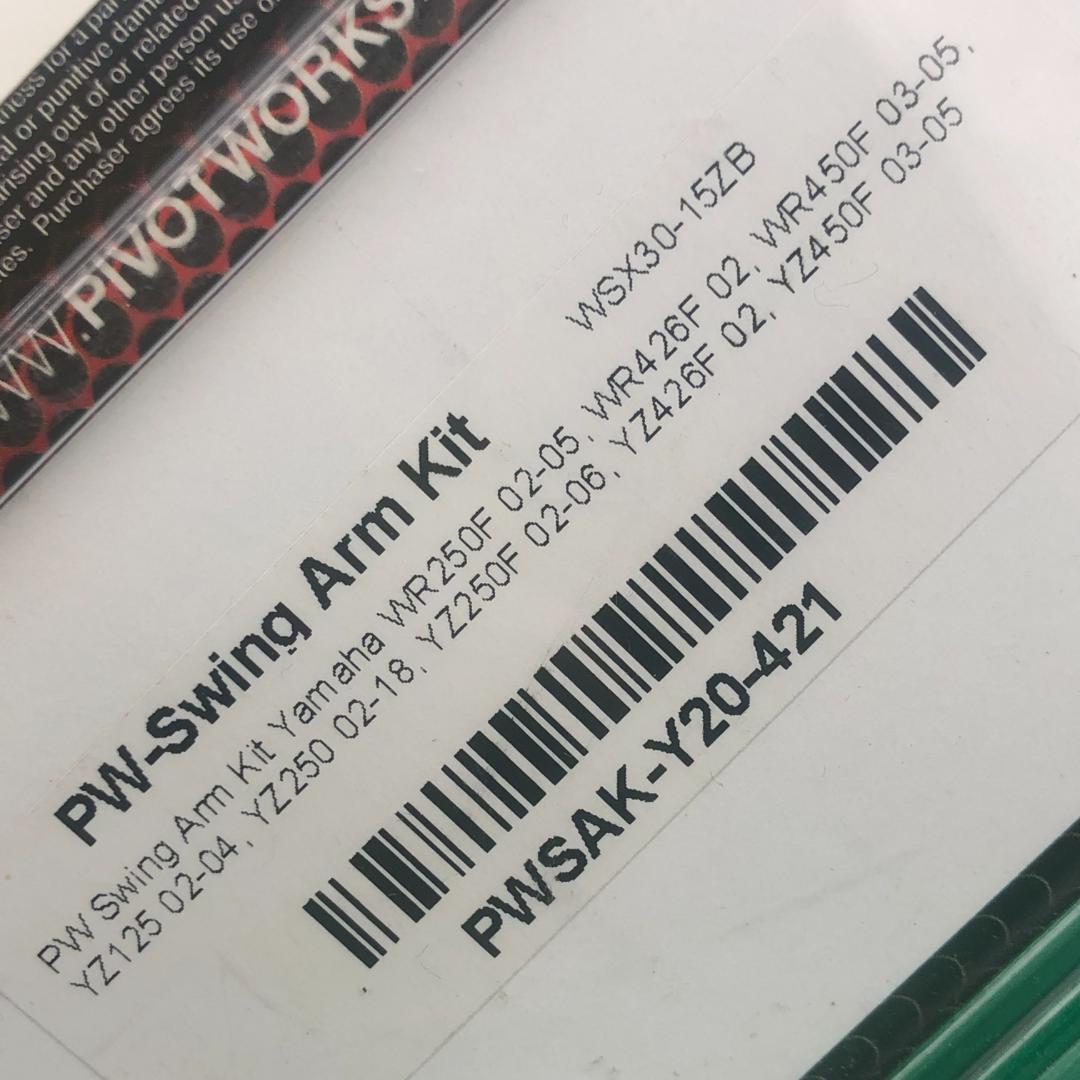 ness for a
al or punitive
arising out of or related
ser and any other person
es. Purchaser agrees its use
WW.PIVOTWORKS.
WSX30-15ZB
PW-Swing Arm Kit
PW Swing Arm Kit Yamaha WR250F 02-05, WR426F 02, WR450F 03-05,
YZ125 02-04, YZ250 02-18, YZ250F 02-06, YZ426F 02, YZ450F 03-05
PWSAK-Y20-421